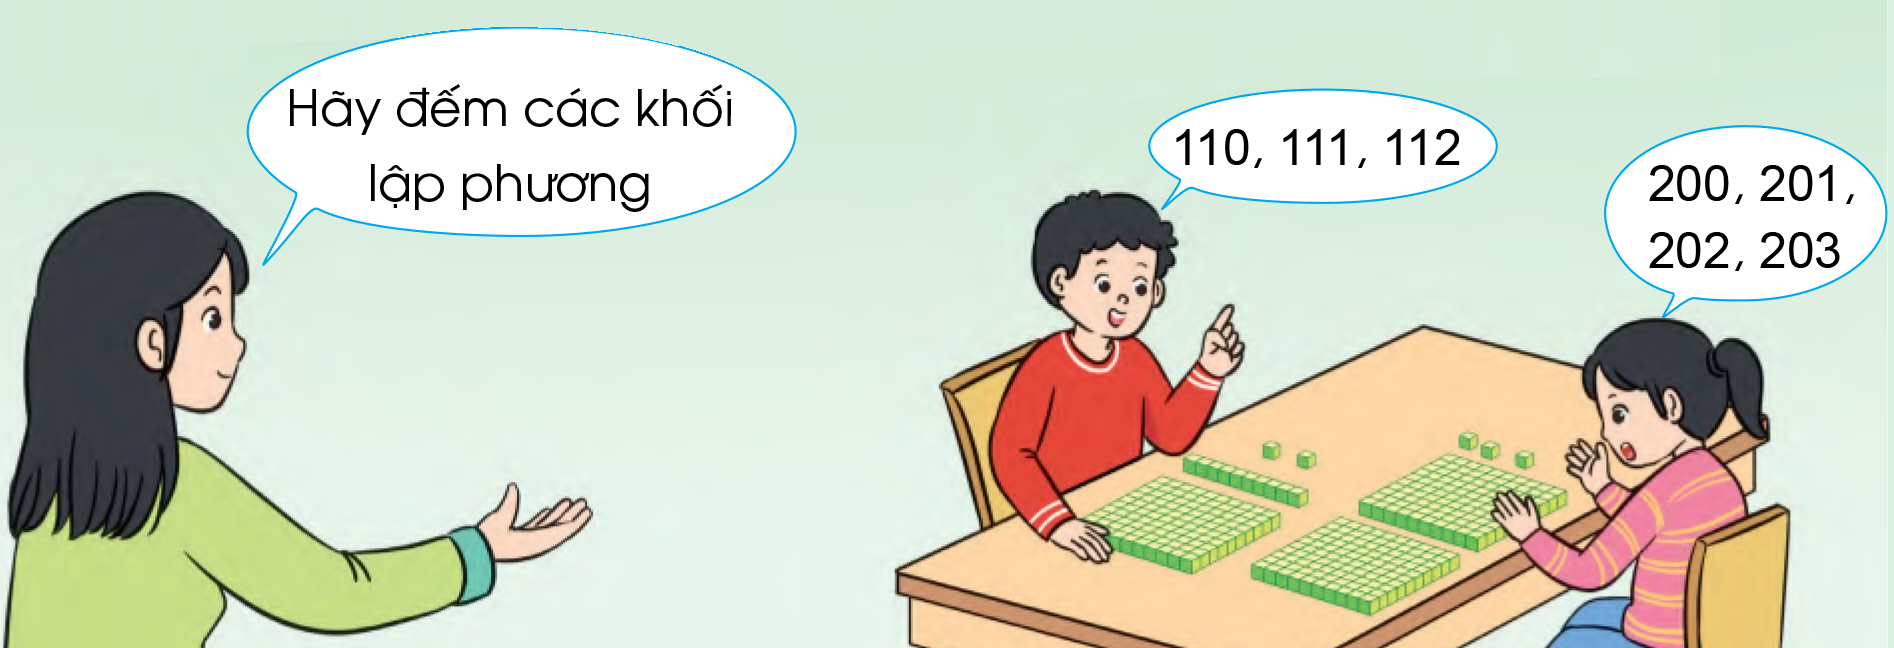 Hãy đếm các khối
lập phương
110, 111, 112
200, 201,
202, 203